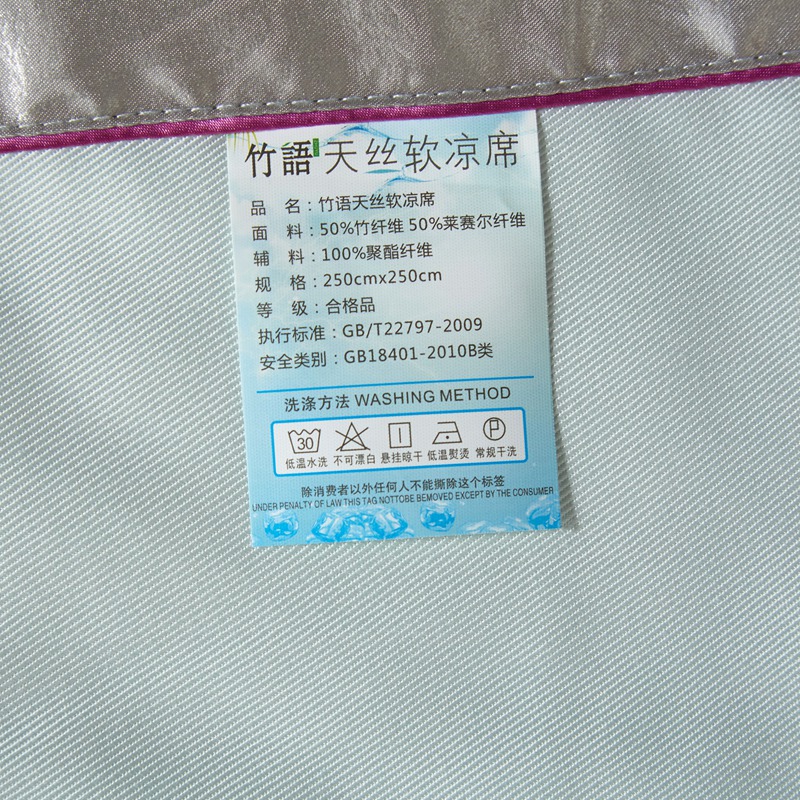 竹語 天丝软凉席
品 名：竹语天丝软凉席
面 料：50%竹纤维 50%莱赛尔纤维
辅 料：100%聚酯纤维
规 格：250cmx250cm
等 级：合格品
执行标准：GB/T22797-2009
安全类别：GB18401-2010B类
洗涤方法 WASHING METHOD
30 P
低温水洗 不可漂白 悬挂晾干 低温熨烫 常规干洗
除消费者以外任何人不能撕除这个标签
UNDER PENALTY OF LAW THIS TAG NOTTOBE BEMOVED EXCEPT BY THE CONSUMER